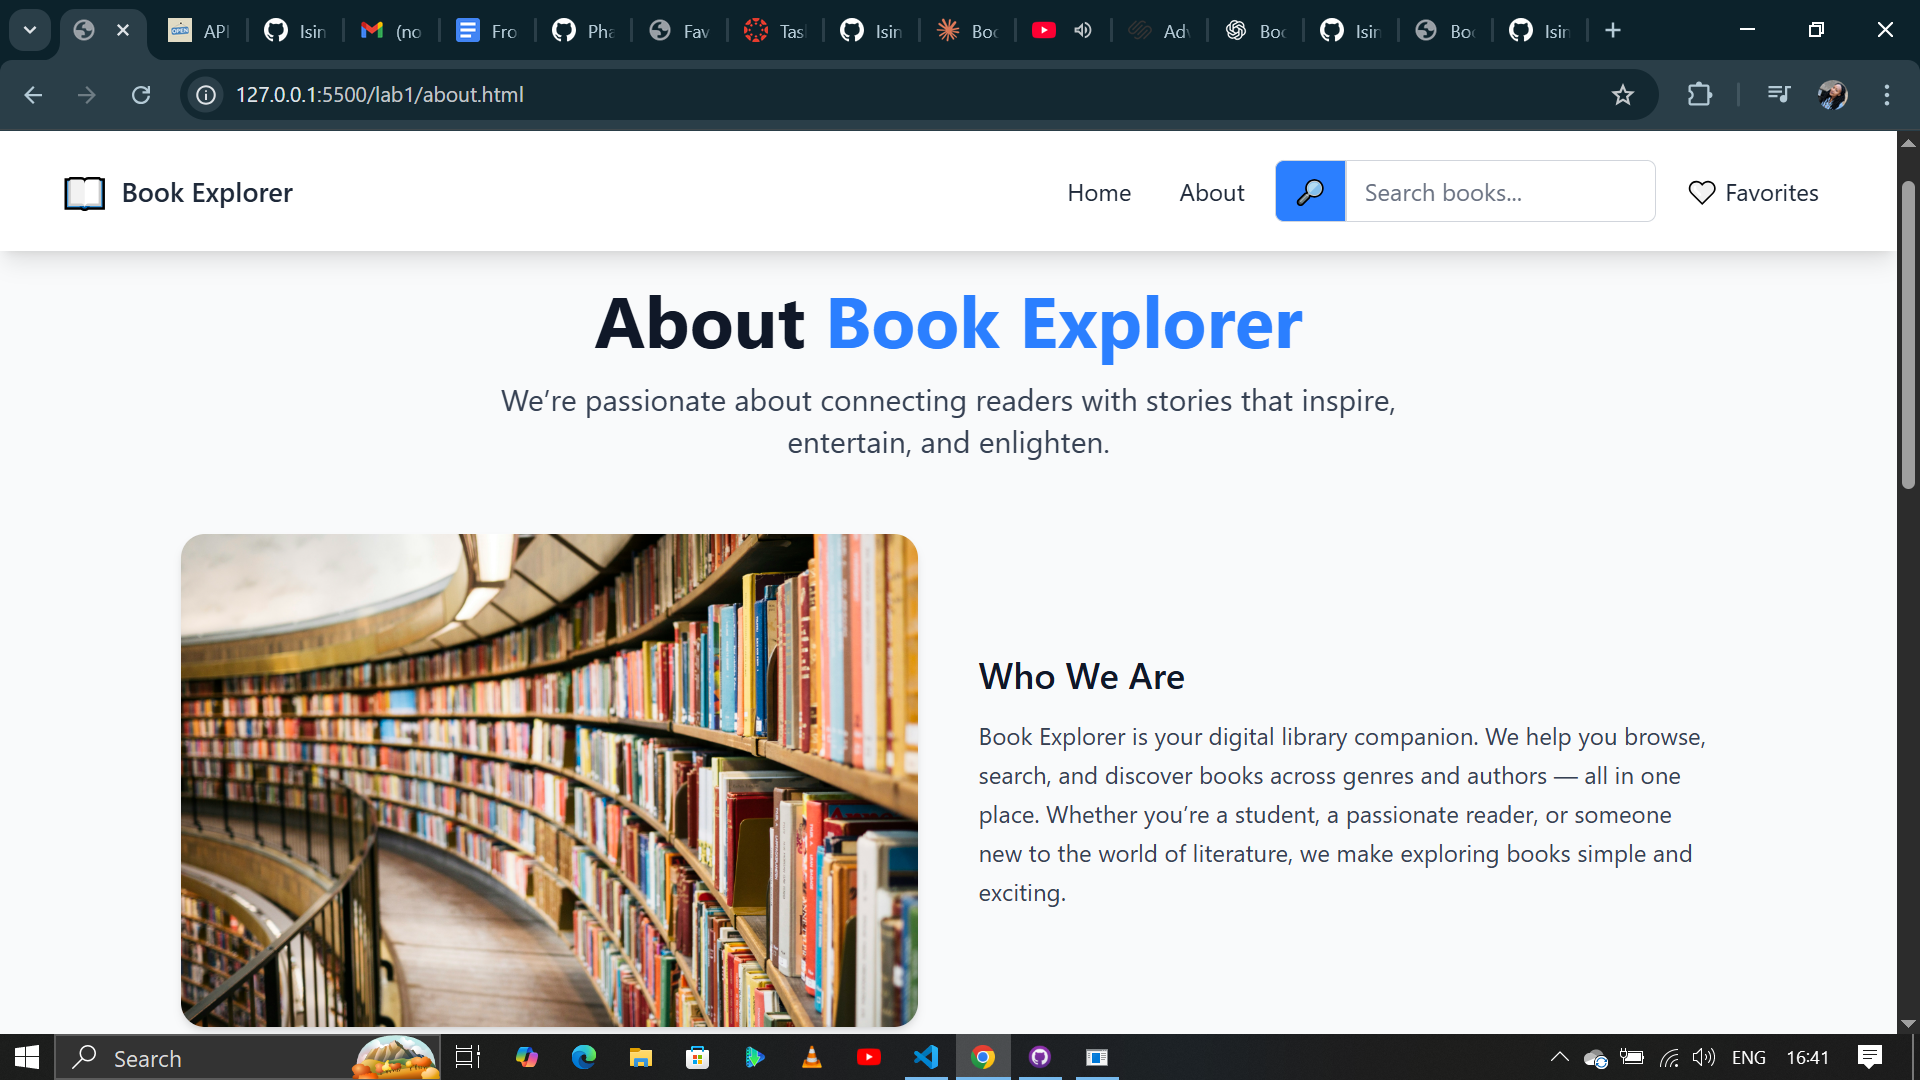 API
Isin
(no
Fro
Pha
Fav
Tas
Isin
Boo
Adv
Boo
Isin
Boo
Isin
127.0.0.1:5500/lab1/about.html
Book Explorer
Home
About
Search books...
Favorites
About Book Explorer
We’re passionate about connecting readers with stories that inspire,
entertain, and enlighten.
Who We Are
Book Explorer is your digital library companion. We help you browse,
search, and discover books across genres and authors — all in one
place. Whether you’re a student, a passionate reader, or someone
new to the world of literature, we make exploring books simple and
exciting.
Search
ENG
16:41